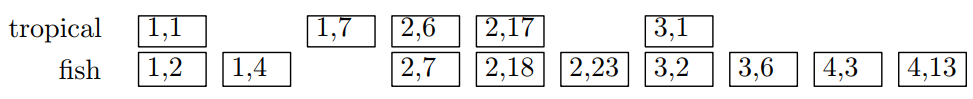 tropical 1,1 1,7 2,6 2,17 3,1
fish 1,2 1,4 2,7 2,18 2,23 3,2 3,6 4,3 4,13